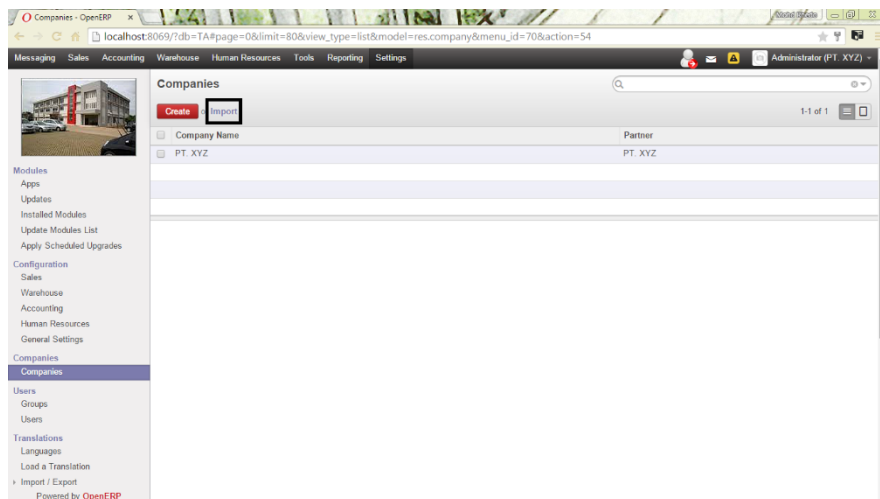 Companies - OpenERP
localhost:8069/?db=TA#page=0&limit=80&view_type=list&model=res.company&menu_id=70&action=54
Messaging Sales Accounting Warehouse Human Resources Tools Reporting Settings Administrator (PT. XYZ)
Companies
Create Import 1-1 of 1
Company Name Partner
PT. XYZ PT. XYZ
Modules
Apps
Updates
Installed Modules
Update Modules List
Apply Scheduled Upgrades
Configuration
Sales
Warehouse
Accounting
Human Resources
General Settings
Companies
Companies
Users
Groups
Users
Translations
Languages
Load a Translation
Import / Export
Powered by OpenERP